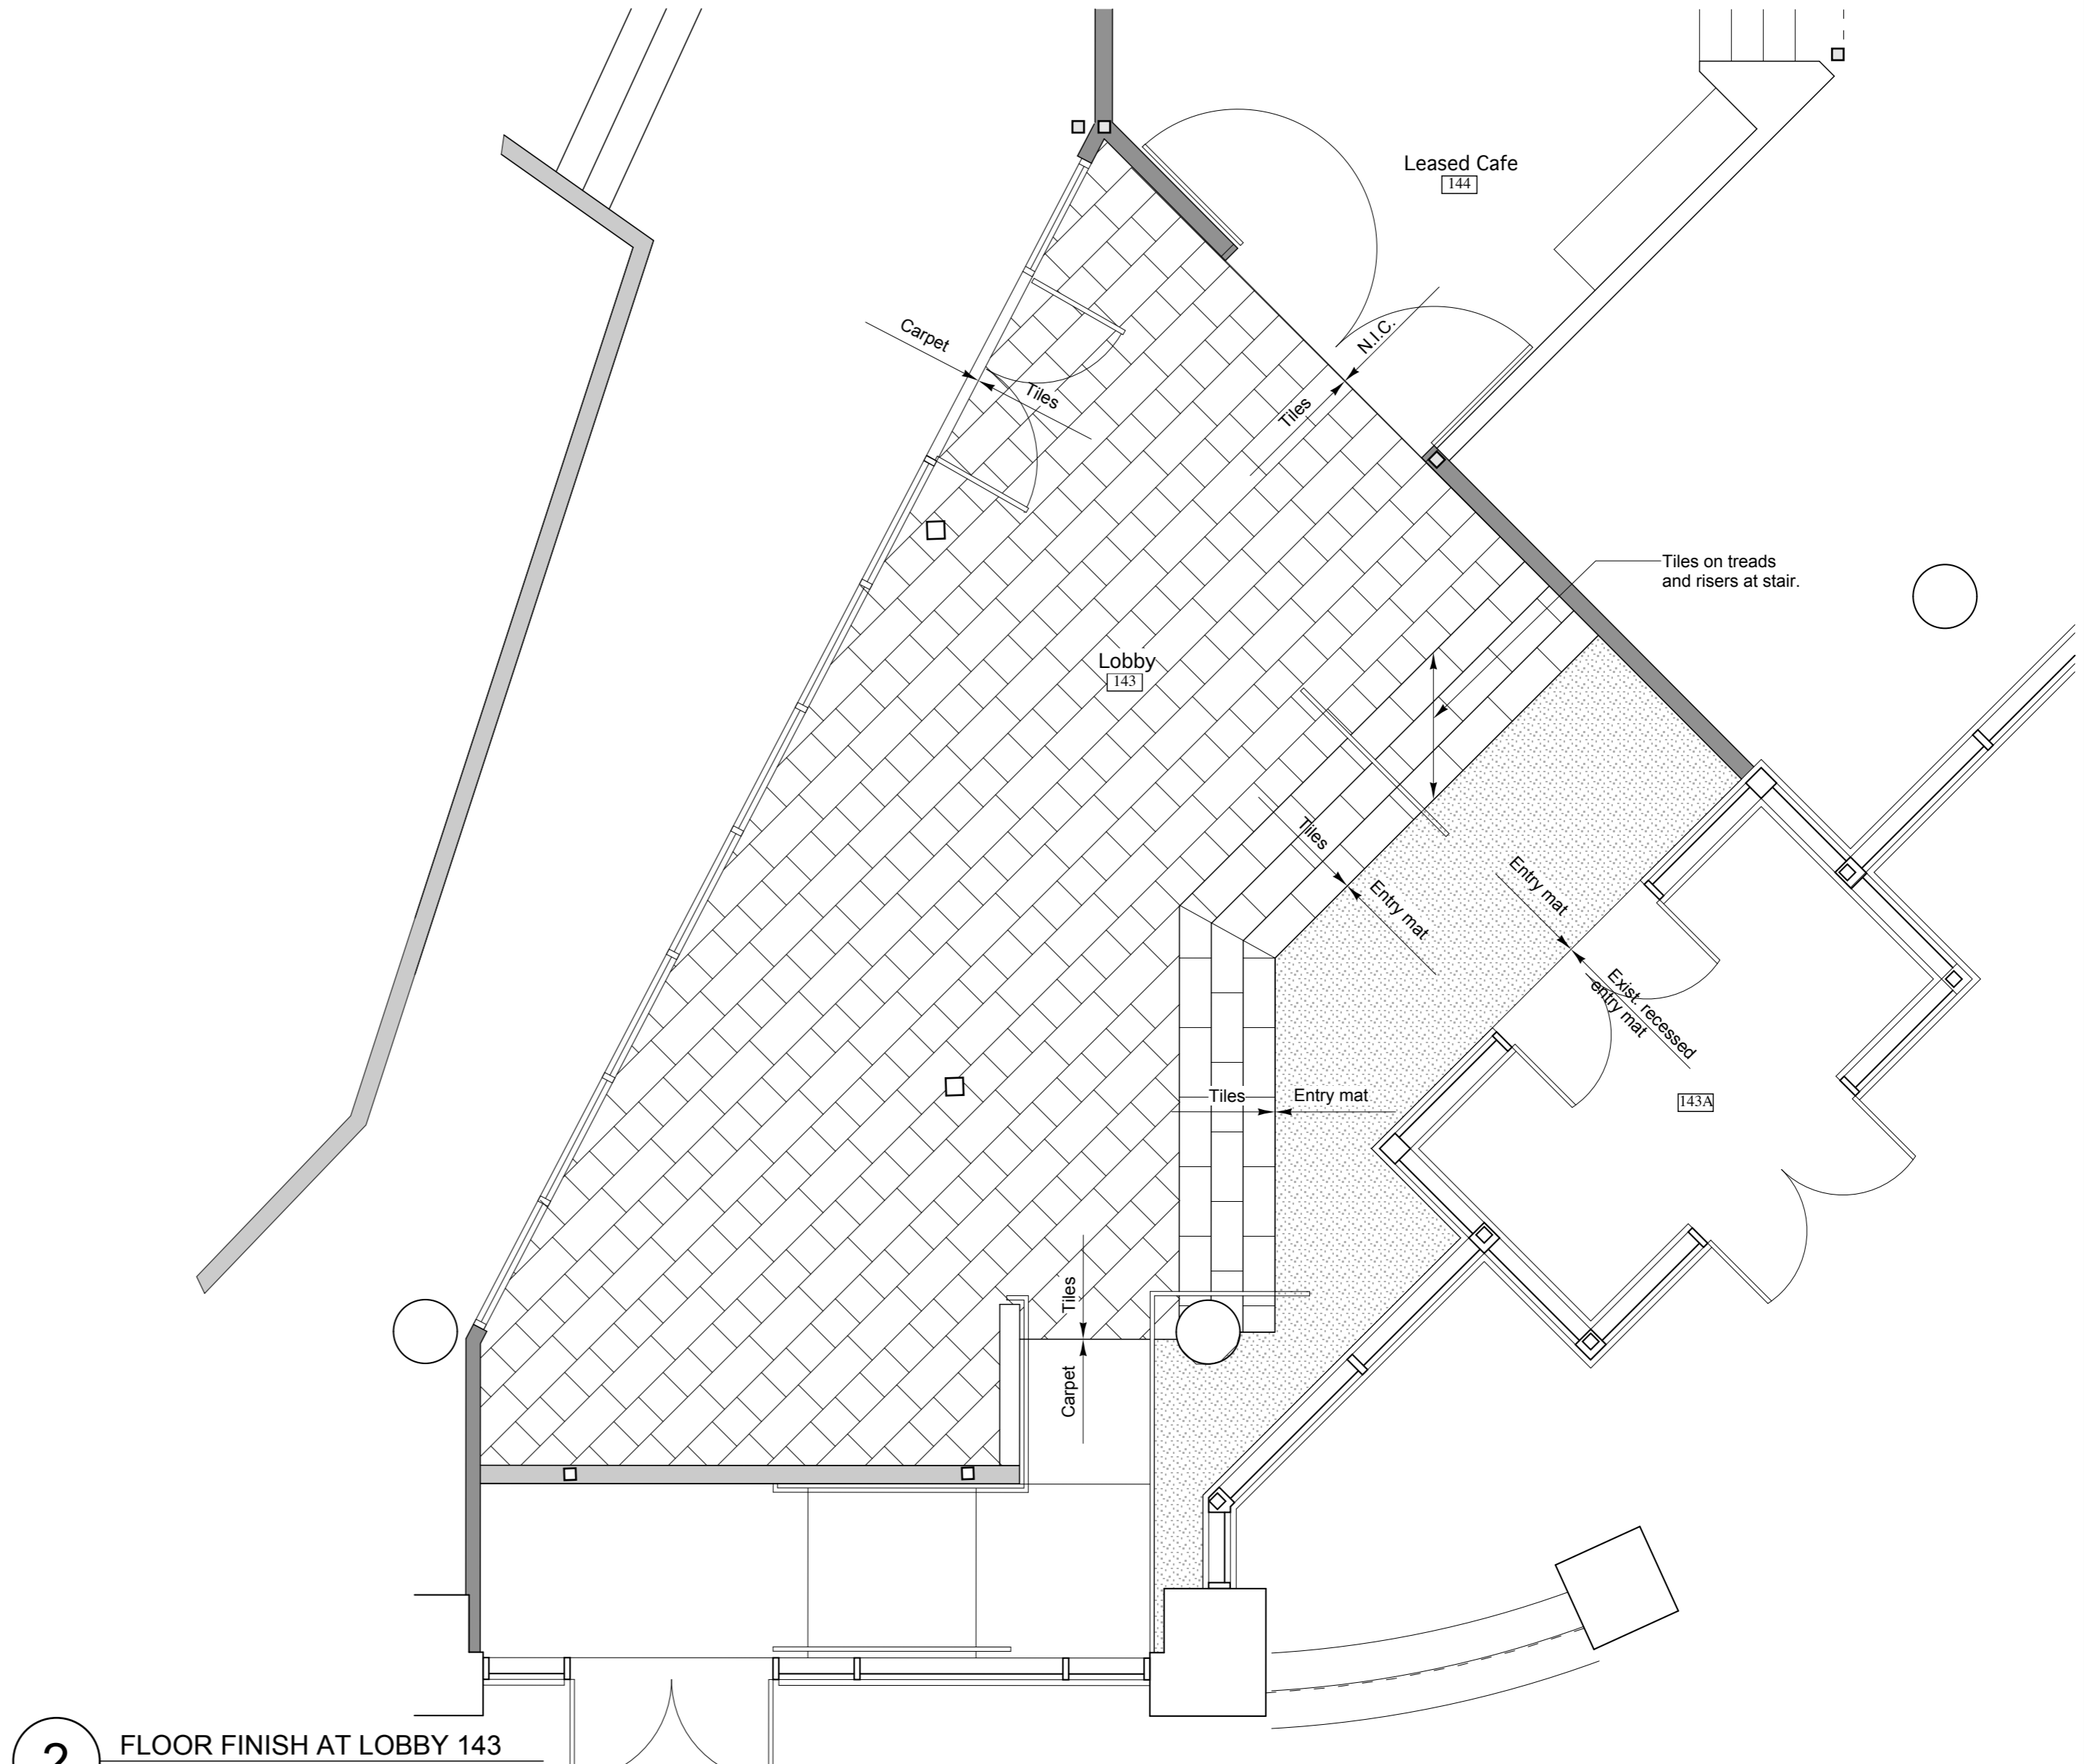 Leased Cafe
144
N.I.C.
Carpet
Tiles
Tiles
Tiles on treads
and risers at stair.
Lobby
143
Tiles
Entry mat
Entry mat
Exist. recessed
entry mat
Tiles
Entry mat
143A
Tiles
Carpet
2
FLOOR FINISH AT LOBBY 143